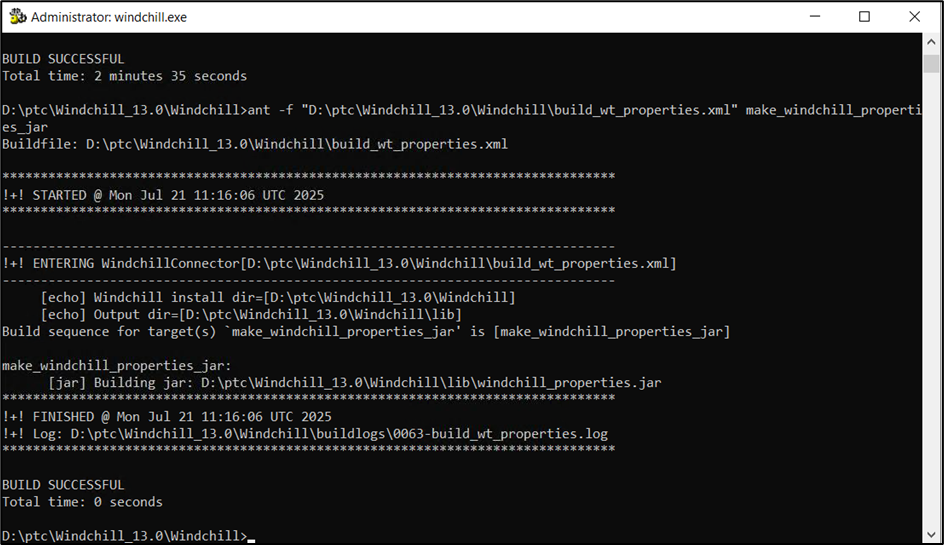 Administrator: windchill.exe
BUILD SUCCESSFUL
Total time: 2 minutes 35 seconds
D:\ptc\Windchill_13.0\Windchill>ant -f "D:\ptc\Windchill_13.0\Windchill\build_wt_properties.xml" make_windchill_properti
es_jar
Buildfile: D:\ptc\Windchill_13.0\Windchill\build_wt_properties.xml
********************************************************************************
!+! STARTED @ Mon Jul 21 11:16:06 UTC 2025
********************************************************************************
--------------------------------------------------------------------------------
!+! ENTERING WindchillConnector[D:\ptc\Windchill_13.0\Windchill\build_wt_properties.xml]
--------------------------------------------------------------------------------
[echo] Windchill install dir=[D:\ptc\Windchill_13.0\Windchill]
[echo] Output dir=[D:\ptc\Windchill_13.0\Windchill\lib]
Build sequence for target(s) `make_windchill_properties_jar' is [make_windchill_properties_jar]
make_windchill_properties_jar:
[jar] Building jar: D:\ptc\Windchill_13.0\Windchill\lib\windchill_properties.jar
********************************************************************************
!+! FINISHED @ Mon Jul 21 11:16:06 UTC 2025
!+! Log: D:\ptc\Windchill_13.0\Windchill\buildlogs\0063-build_wt_properties.log
********************************************************************************
BUILD SUCCESSFUL
Total time: 0 seconds
D:\ptc\Windchill_13.0\Windchill>